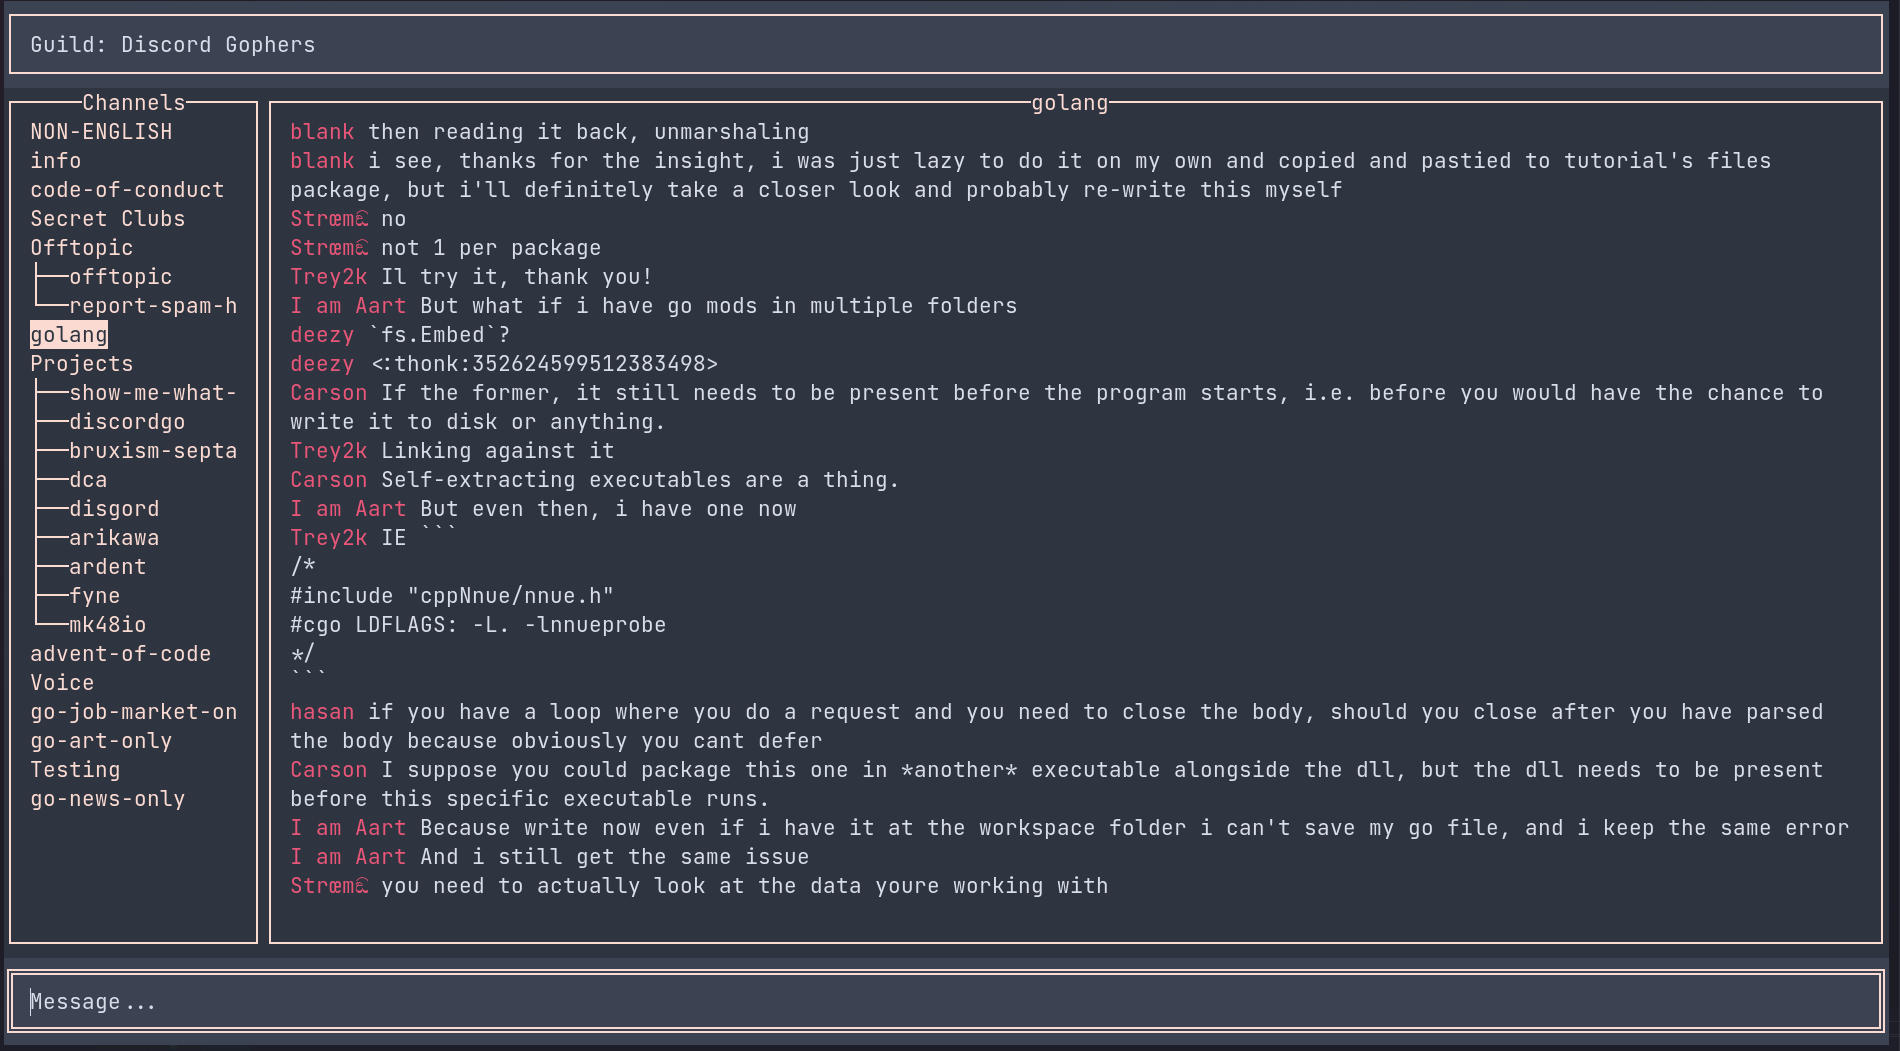 Guild: Discord Gophers
Channels
NON-ENGLISH
info
code-of-conduct
Secret Clubs
Offtopic
offtopic
report-spam-h
golang
Projects
show-me-what-
discordgo
bruxism-septa
dca
disgord
arikawa
ardent
fyne
mk48io
advent-of-code
Voice
go-job-market-on
go-art-only
Testing
go-news-only
golang
blank then reading it back, unmarshaling
blank i see, thanks for the insight, i was just lazy to do it on my own and copied and pastied to tutorial's files
package, but i'll definitely take a closer look and probably re-write this myself
Strœm no
Strœm not 1 per package
Trey2k Il try it, thank you!
I am Aart But what if i have go mods in multiple folders
deezy `fs.Embed`?
deezy <:thonk:352624599512383498>
Carson If the former, it still needs to be present before the program starts, i.e. before you would have the chance to
write it to disk or anything.
Trey2k Linking against it
Carson Self-extracting executables are a thing.
I am Aart But even then, i have one now
Trey2k IE ```
/*
#include "cppNnue/nnue.h"
#cgo LDFLAGS: -L. -lnnueprobe
*/
```
hasan if you have a loop where you do a request and you need to close the body, should you close after you have parsed
the body because obviously you cant defer
Carson I suppose you could package this one in *another* executable alongside the dll, but the dll needs to be present
before this specific executable runs.
I am Aart Because write now even if i have it at the workspace folder i can't save my go file, and i keep the same error
I am Aart And i still get the same issue
Strœm you need to actually look at the data youre working with
Message...